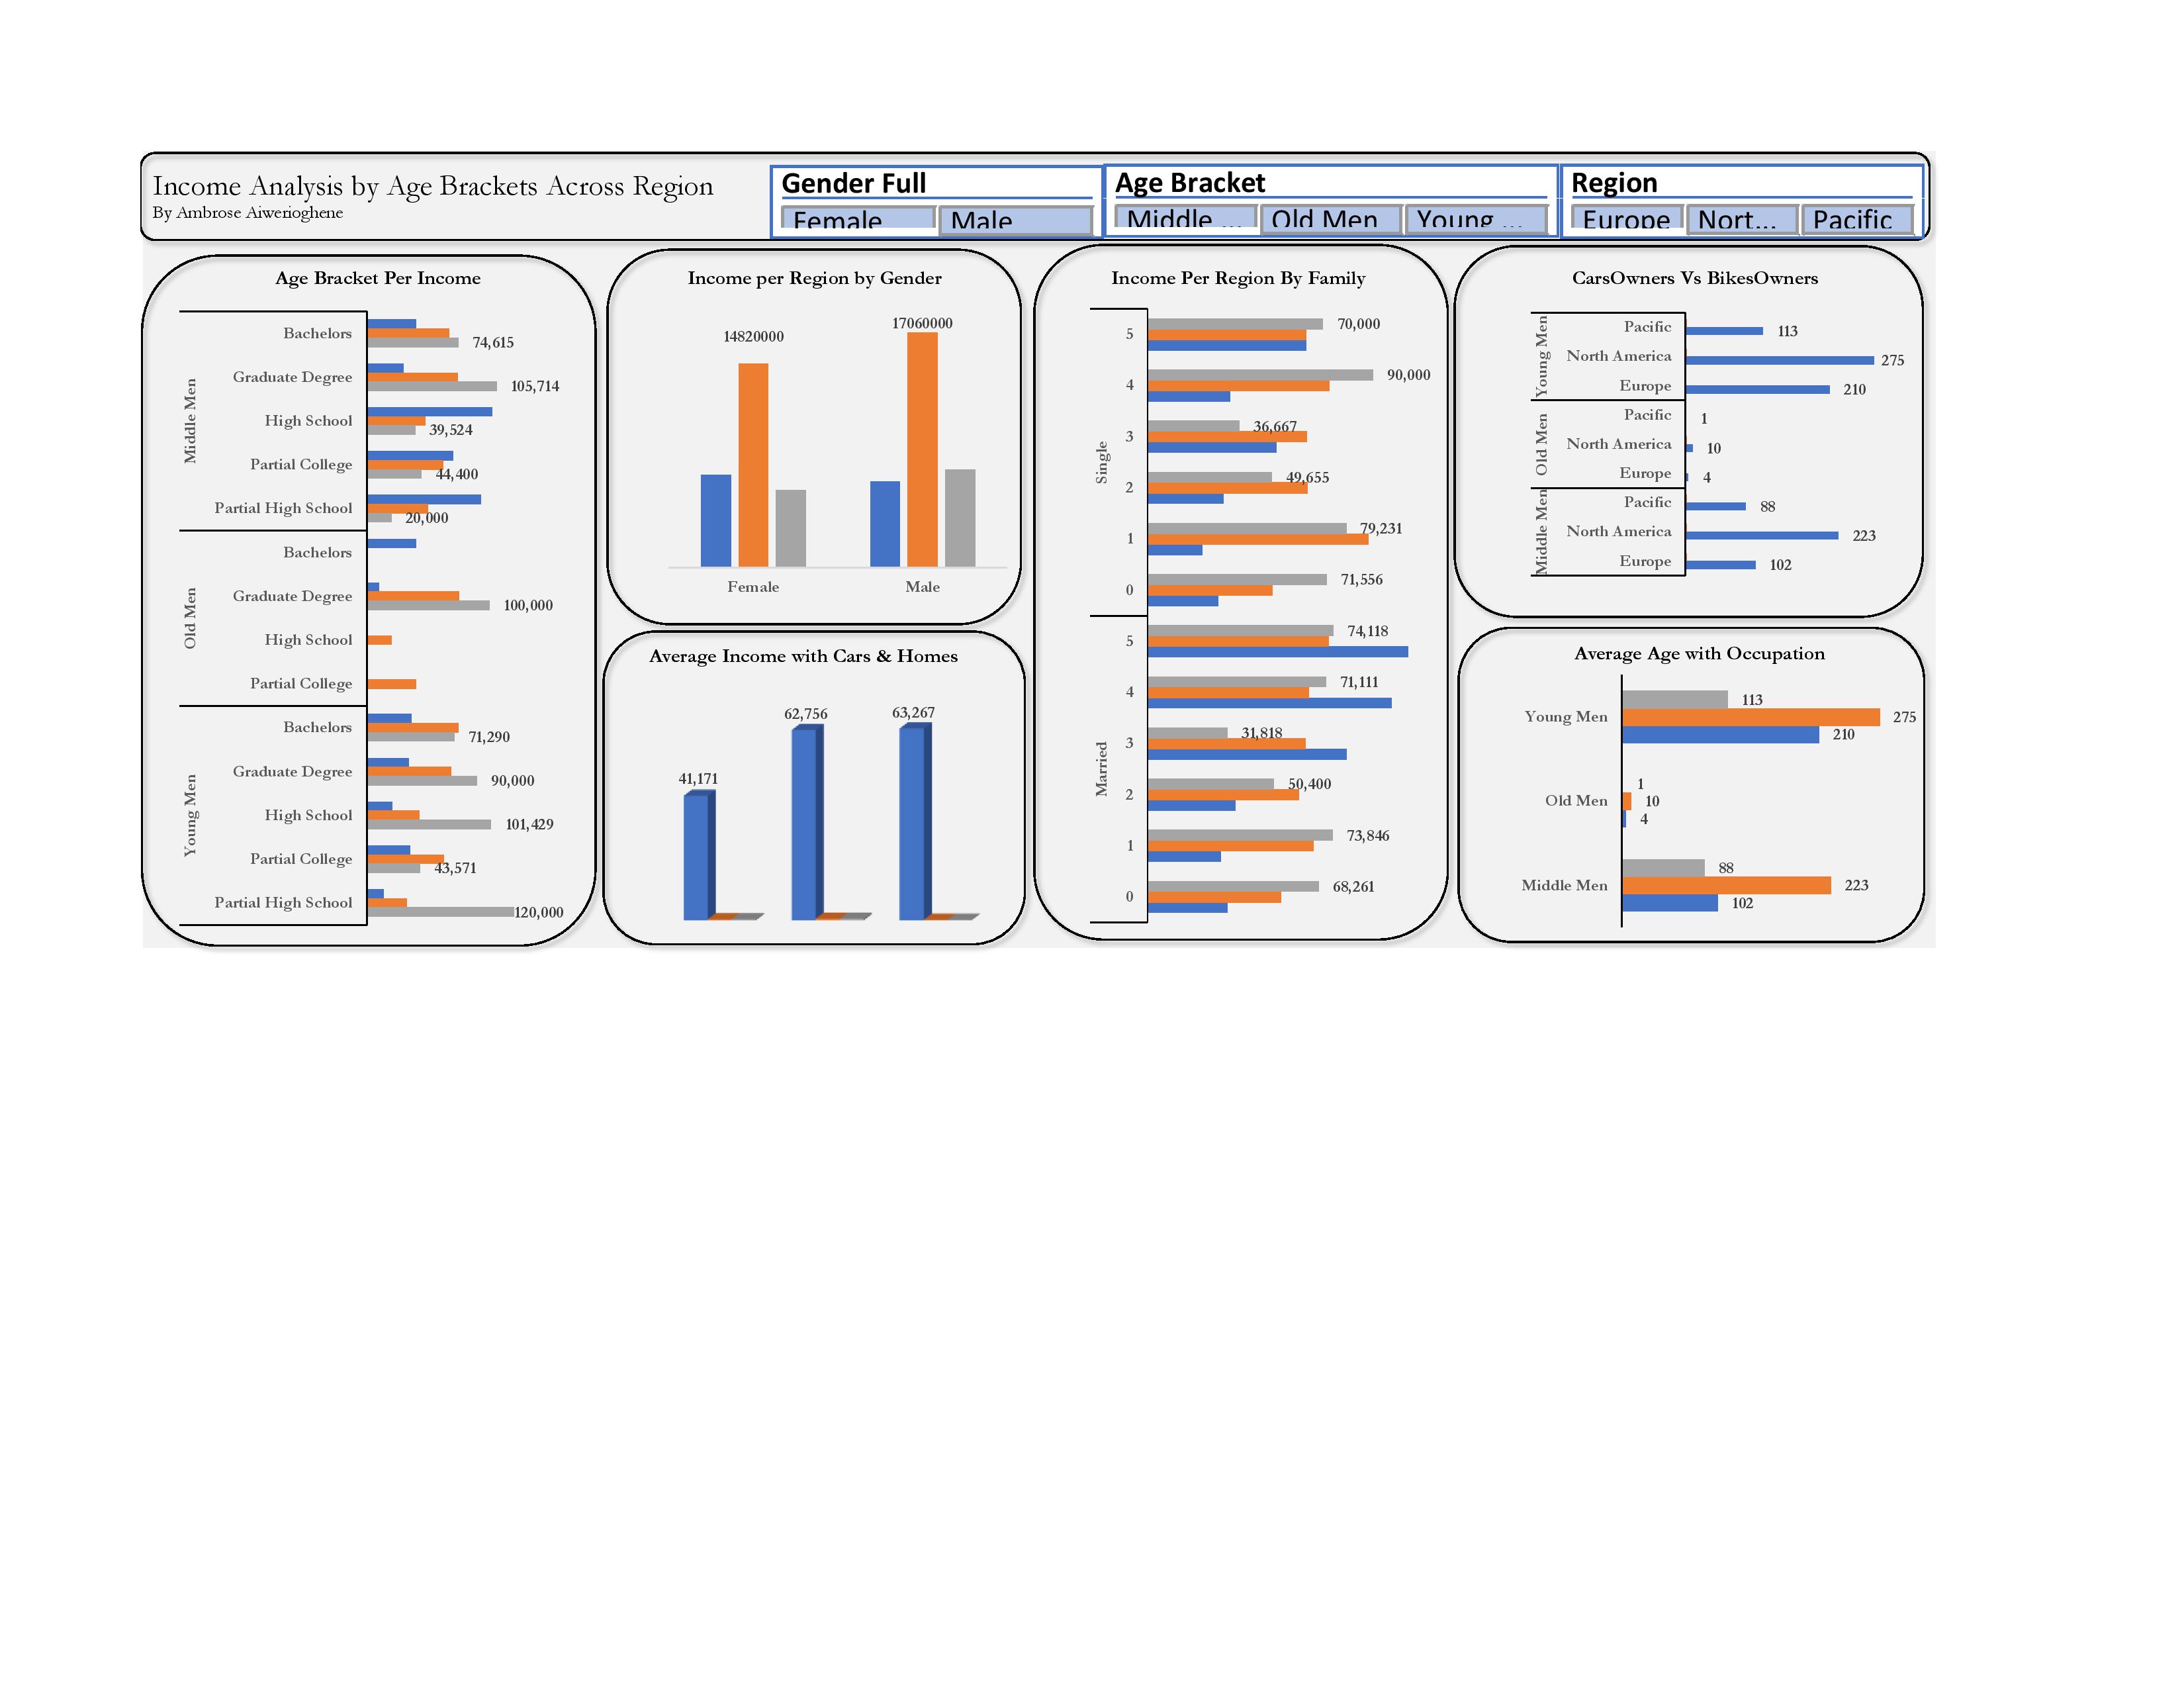 Income Analysis by Age Brackets Across Region
By Ambrose Aiwerioghene
Gender Full
Female
Male
Age Bracket
Middle ...
Old Men
Young ...
Region
Europe
Nort...
Pacific
Age Bracket Per Income
Middle Men
Bachelors
74,615
Graduate Degree
105,714
High School
39,524
Partial College
44,400
Partial High School
20,000
Old Men
Bachelors
Graduate Degree
100,000
High School
Partial College
Young Men
Bachelors
71,290
Graduate Degree
90,000
High School
101,429
Partial College
43,571
Partial High School
120,000
Income per Region by Gender
14820000
17060000
Female
Male
Average Income with Cars & Homes
41,171
62,756
63,267
Income Per Region By Family
Single
5
70,000
4
90,000
3
36,667
2
49,655
1
79,231
0
71,556
Married
5
74,118
4
71,111
3
31,818
2
50,400
1
73,846
0
68,261
CarsOwners Vs BikesOwners
Young Men
Pacific
113
North America
275
Europe
210
Old Men
Pacific
1
North America
10
Europe
4
Middle Men
Pacific
88
North America
223
Europe
102
Average Age with Occupation
Young Men
113
275
210
Old Men
1
10
4
Middle Men
88
223
102